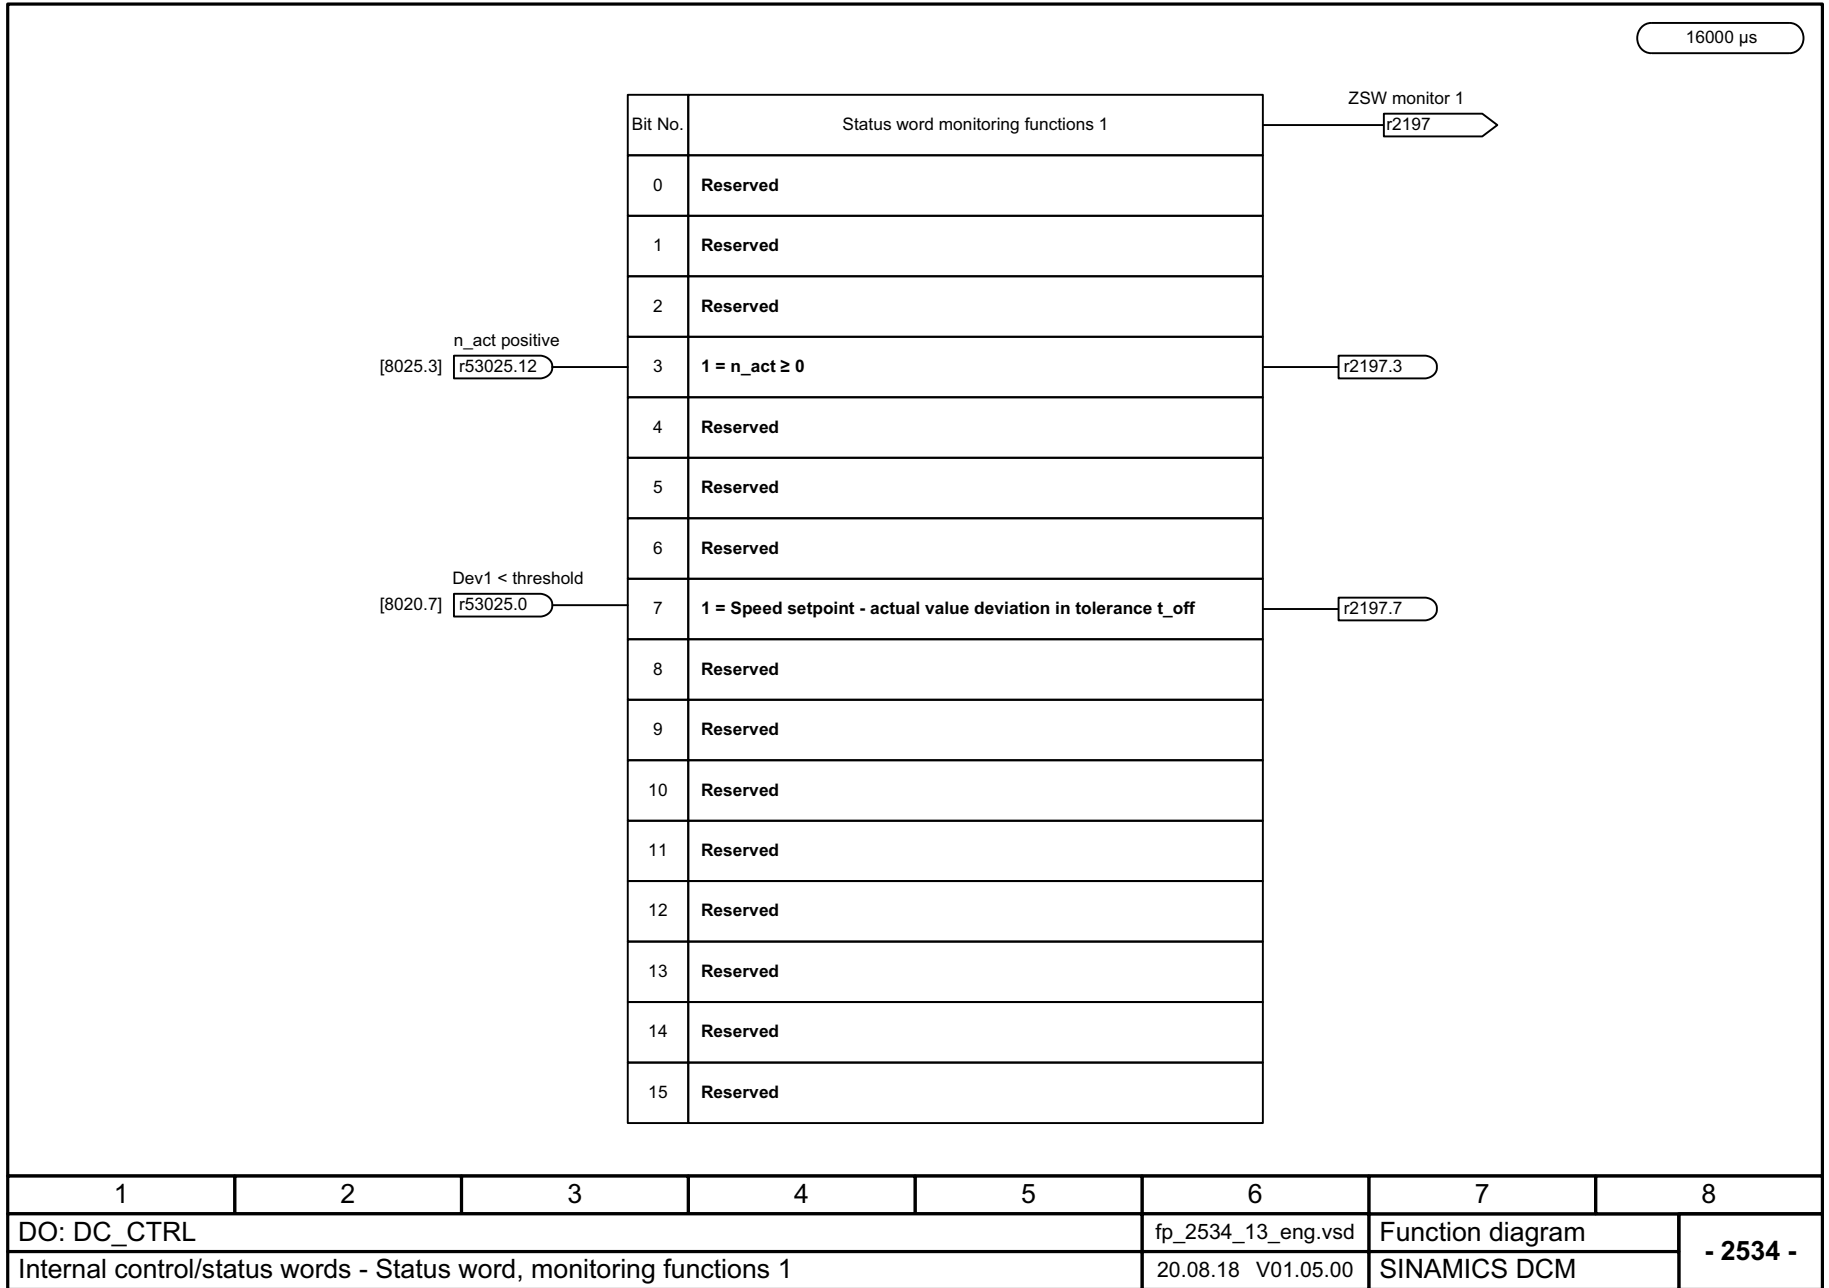 16000 µs
ZSW monitor 1
Bit No. Status word monitoring functions 1 r2197
0 Reserved
1 Reserved
2 Reserved
n_act positive
[8025.3] r53025.12 3 1 = n_act ≥ 0 r2197.3
4 Reserved
5 Reserved
6 Reserved
Dev1 < threshold
[8020.7] r53025.0 7 1 = Speed setpoint - actual value deviation in tolerance t_off r2197.7
8 Reserved
9 Reserved
10 Reserved
11 Reserved
12 Reserved
13 Reserved
14 Reserved
15 Reserved
1 2 3 4 5 6 7 8
DO: DC_CTRL fp_2534_13_eng.vsd Function diagram
- 2534 -
Internal control/status words - Status word, monitoring functions 1 20.08.18 V01.05.00 SINAMICS DCM